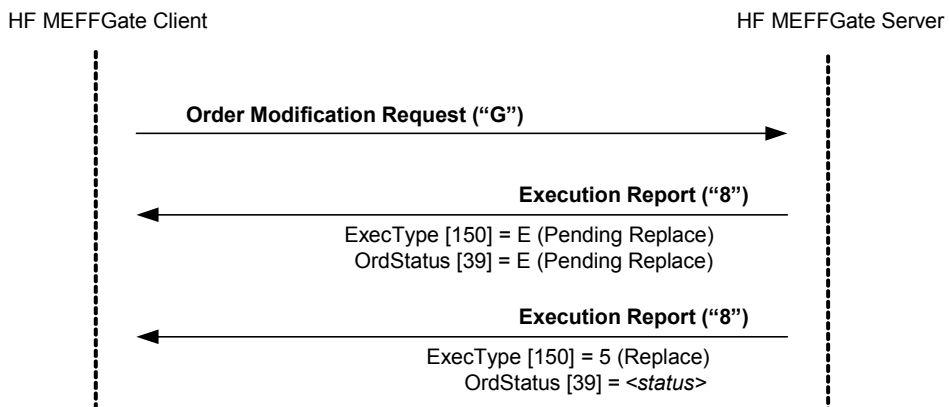 HF MEFFGate Client
HF MEFFGate Server
Order Modification Request (“G”)
Execution Report (“8”)
ExecType [150] = E (Pending Replace)
OrdStatus [39] = E (Pending Replace)
Execution Report (“8”)
ExecType [150] = 5 (Replace)
OrdStatus [39] = <status>